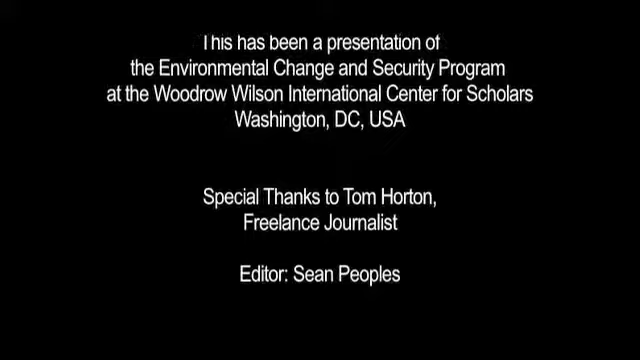 This has been a presentation of
the Environmental Change and Security Program
at the Woodrow Wilson International Center for Scholars
Washington, DC, USA
Special Thanks to Tom Horton,
Freelance Journalist
Editor: Sean Peoples